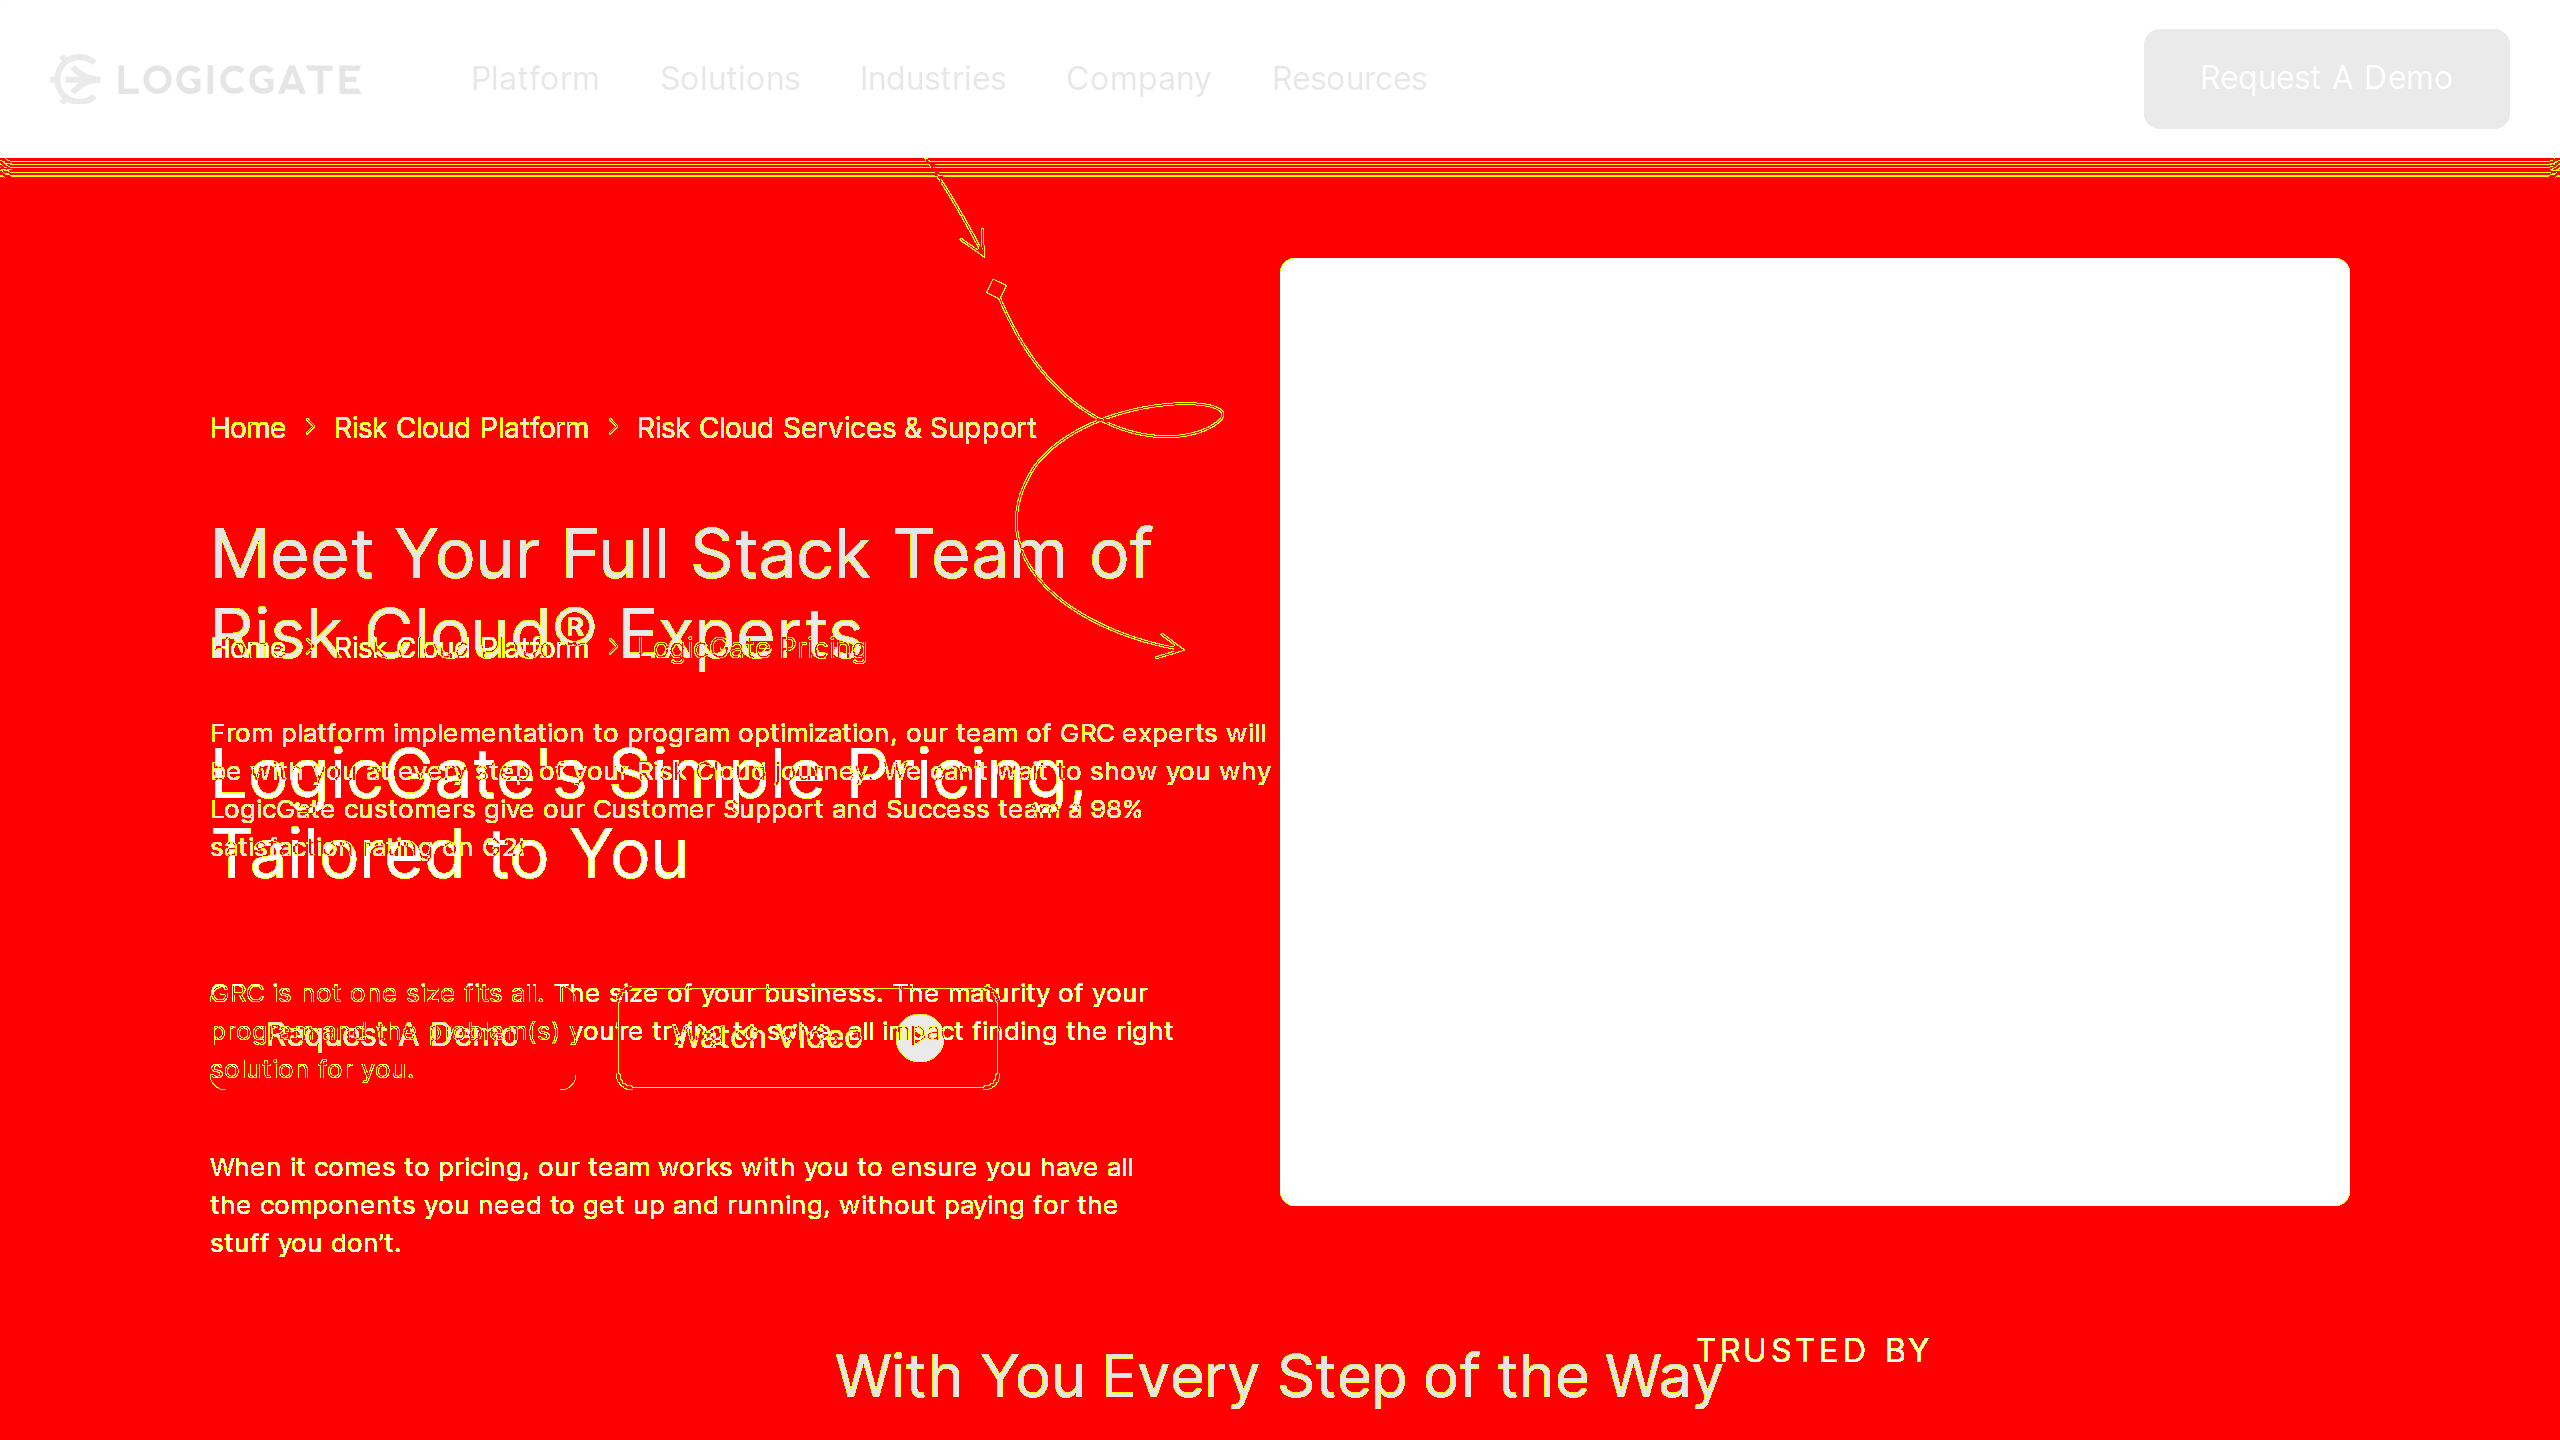 LOGICGATE
Platform
Solutions
Industries
Company
Resources
Request A Demo
Home > Risk Cloud Platform > Risk Cloud Services & Support
Meet Your Full Stack Team of
Risk Cloud® Experts
Home > Risk Cloud Platform > LogicGate Pricing
From platform implementation to program optimization, our team of GRC experts will
be with you at every step of your Risk Cloud journey. We can't wait to show you why
LogicGate customers give our Customer Support and Success team a 98%
satisfaction rating on G2!
LogicGate's Simple Pricing,
Tailored to You
GRC is not one size fits all. The size of your business. The maturity of your
program and the problem(s) you're trying to solve, all impact finding the right
solution for you.
Request A Demo
Watch Video
When it comes to pricing, our team works with you to ensure you have all
the components you need to get up and running, without paying for the
stuff you don’t.
TRUSTED BY
With You Every Step of the Way